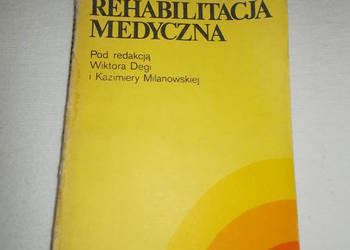 REHABILITACJA
MEDYCZNA
Pod redakcją
Wiktora Degi
i Kazimiery Milanowskiej